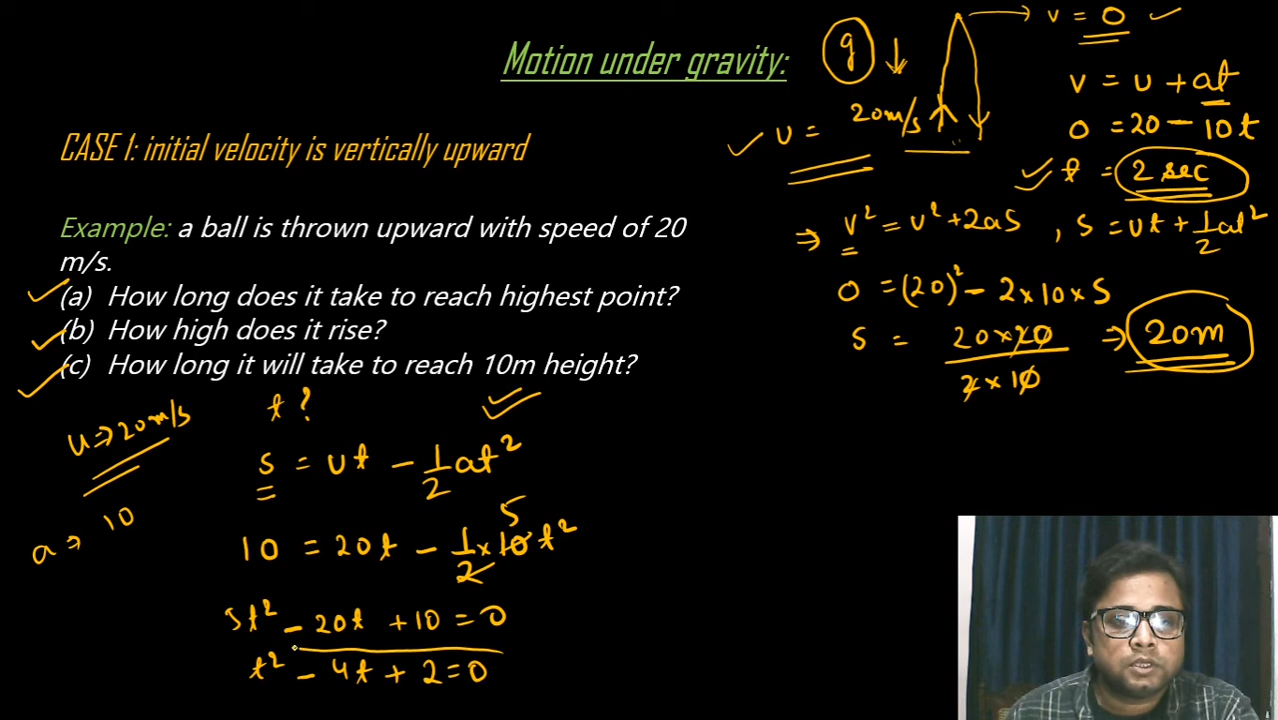 Motion under gravity:
CASE 1: initial velocity is vertically upward
Example: a ball is thrown upward with speed of 20
m/s.
(a) How long does it take to reach highest point?
(b) How high does it rise?
(c) How long it will take to reach 10m height?
t ?
u ⇒ 20 m/s
a ⇒ 10
s = ut - 1/2 at²
10 = 20t - 1/2 × 10 t²
5
5t² - 20t + 10 = 0
t² - 4t + 2 = 0
g ↓
→ v = 0
u = 20m/s
v = u + at
0 = 20 - 10t
t = 2 sec
⇒ v² = u² + 2as , s = ut + 1/2 at²
0 = (20)² - 2 × 10 × s
s = 20 × 20 / 2 × 10 ⇒ 20m